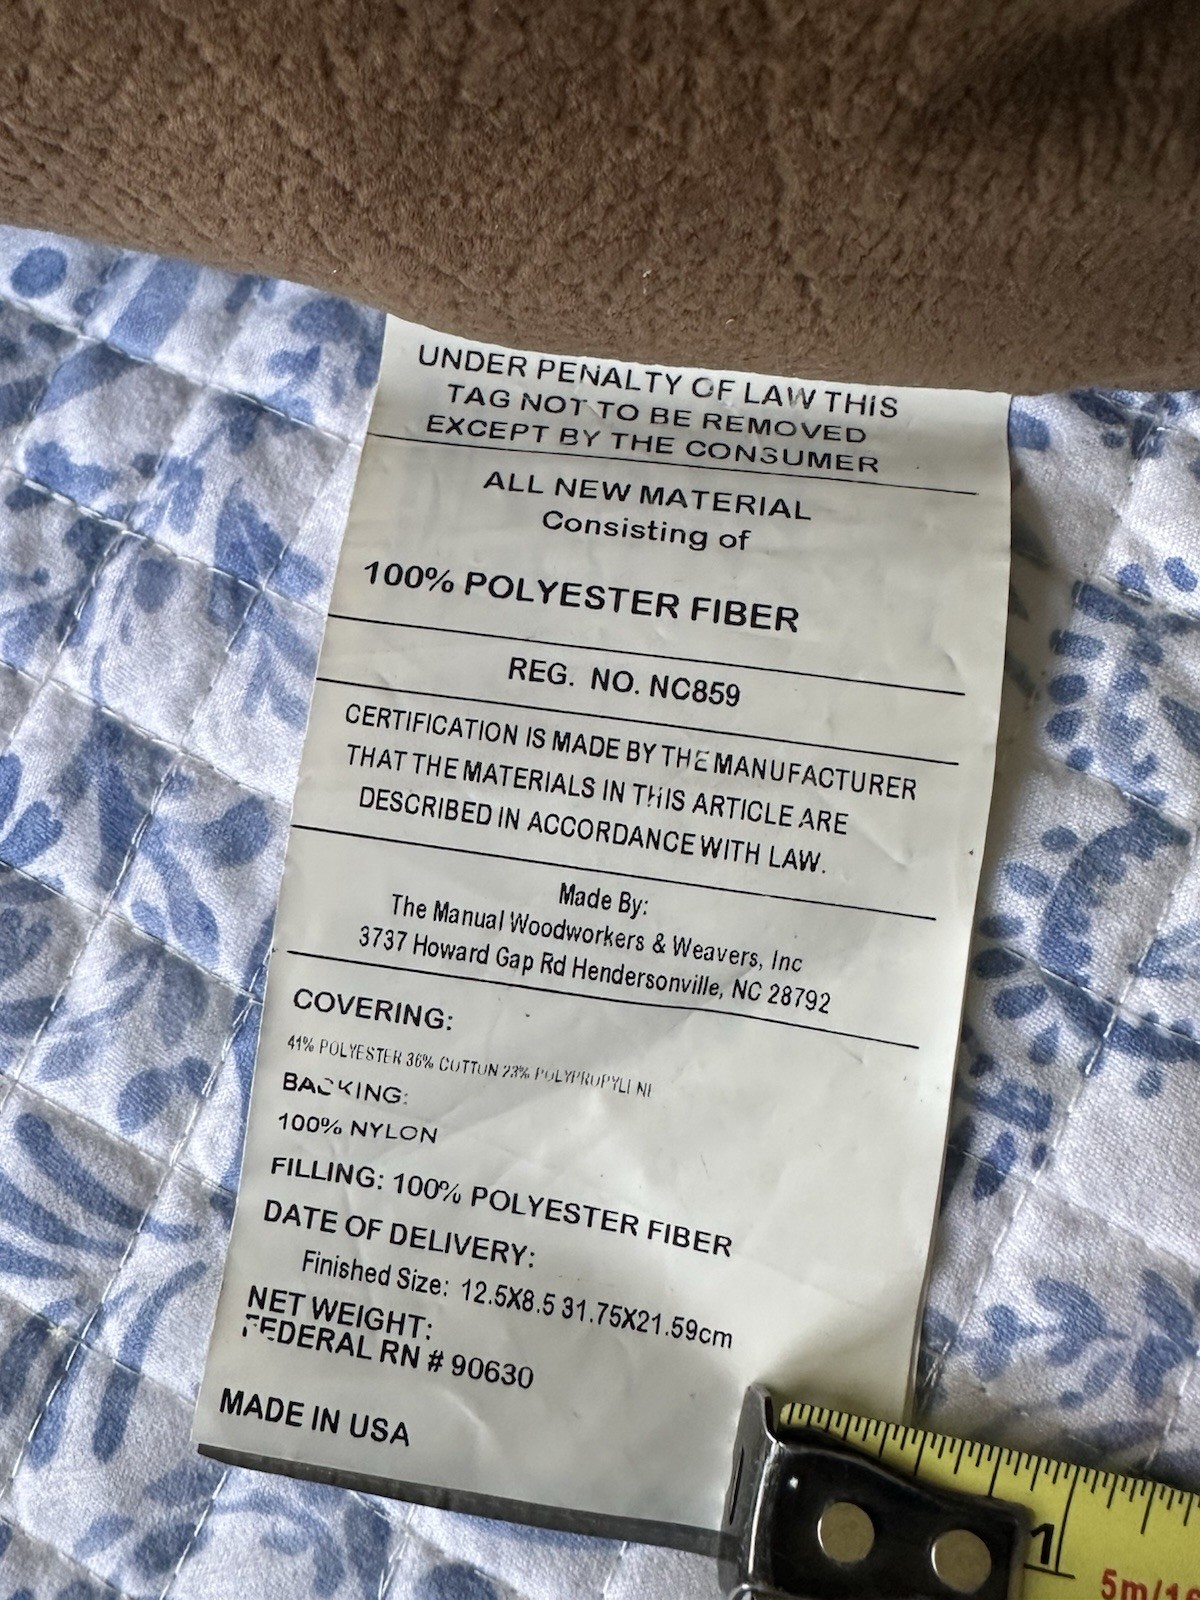 UNDER PENALTY OF LAW THIS
TAG NOT TO BE REMOVED
EXCEPT BY THE CONSUMER
ALL NEW MATERIAL
Consisting of
100% POLYESTER FIBER
REG. NO. NC859
CERTIFICATION IS MADE BY THE MANUFACTURER
THAT THE MATERIALS IN THIS ARTICLE ARE
DESCRIBED IN ACCORDANCE WITH LAW.
Made By:
The Manual Woodworkers & Weavers, Inc
3737 Howard Gap Rd Hendersonville, NC 28792
COVERING:
41% POLYESTER 36% COTTON 23% POLYPROPYLENE
BACKING:
100% NYLON
FILLING: 100% POLYESTER FIBER
DATE OF DELIVERY:
Finished Size: 12.5X8.5 31.75X21.59cm
NET WEIGHT:
FEDERAL RN # 90630
MADE IN USA
1
5m/1